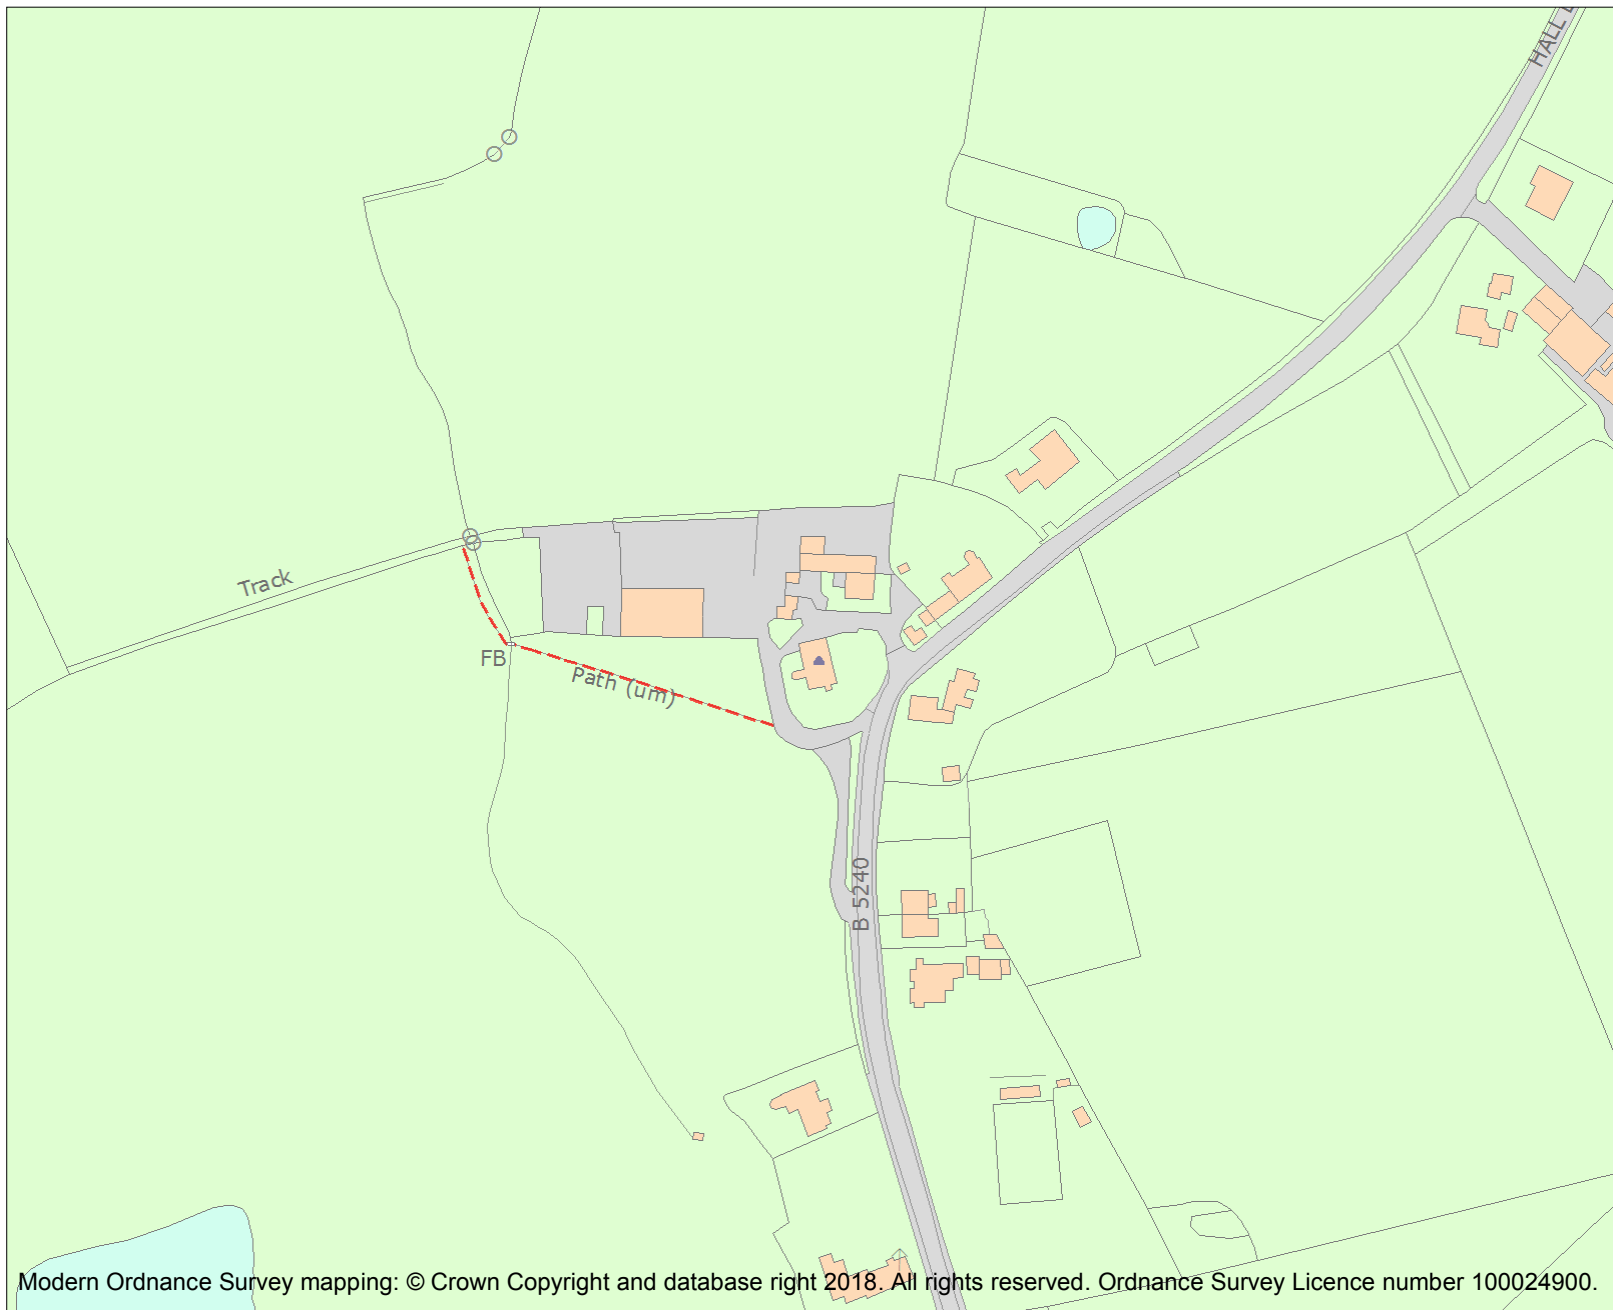 HALL
Track
FB
Path (um)
B 5240
Modern Ordnance Survey mapping: © Crown Copyright and database right 2018. All rights reserved. Ordnance Survey Licence number 100024900.